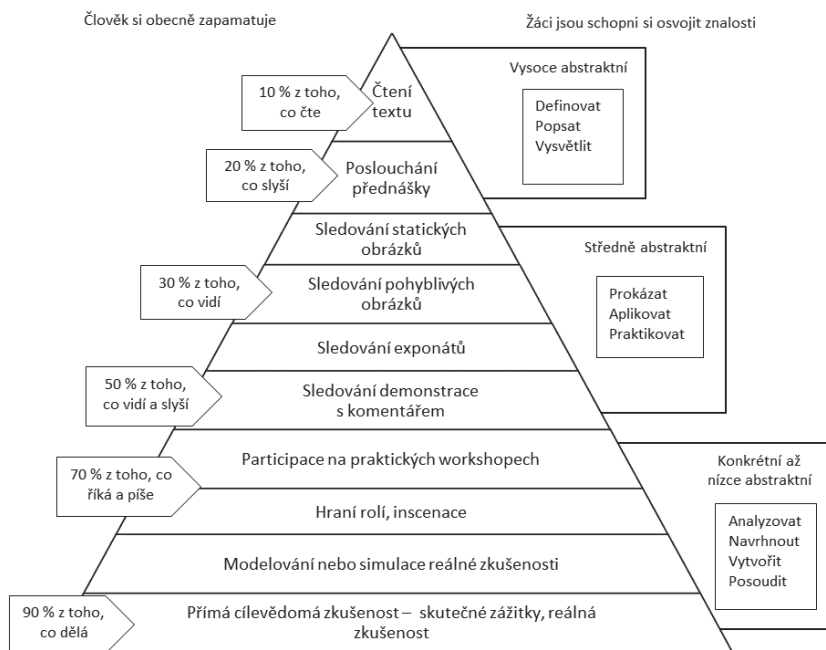 Člověk si obecně zapamatuje
Žáci jsou schopni si osvojit znalosti
10 % z toho,
co čte
20 % z toho,
co slyší
30 % z toho,
co vidí
50 % z toho,
co vidí a slyší
70 % z toho, co
říká a píše
90 % z toho,
co dělá
Čtení
textu
Poslouchání
přednášky
Sledování statických
obrázků
Sledování pohyblivých
obrázků
Sledování exponátů
Sledování demonstrace
s komentářem
Participace na praktických workshopech
Hraní rolí, inscenace
Modelování nebo simulace reálné zkušenosti
Přímá cílevědomá zkušenost – skutečné zážitky, reálná
zkušenost
Vysoce abstraktní
Definovat
Popsat
Vysvětlit
Středně abstraktní
Prokázat
Aplikovat
Praktikovat
Konkrétní až
nízce abstraktní
Analyzovat
Navrhnout
Vytvořit
Posoudit